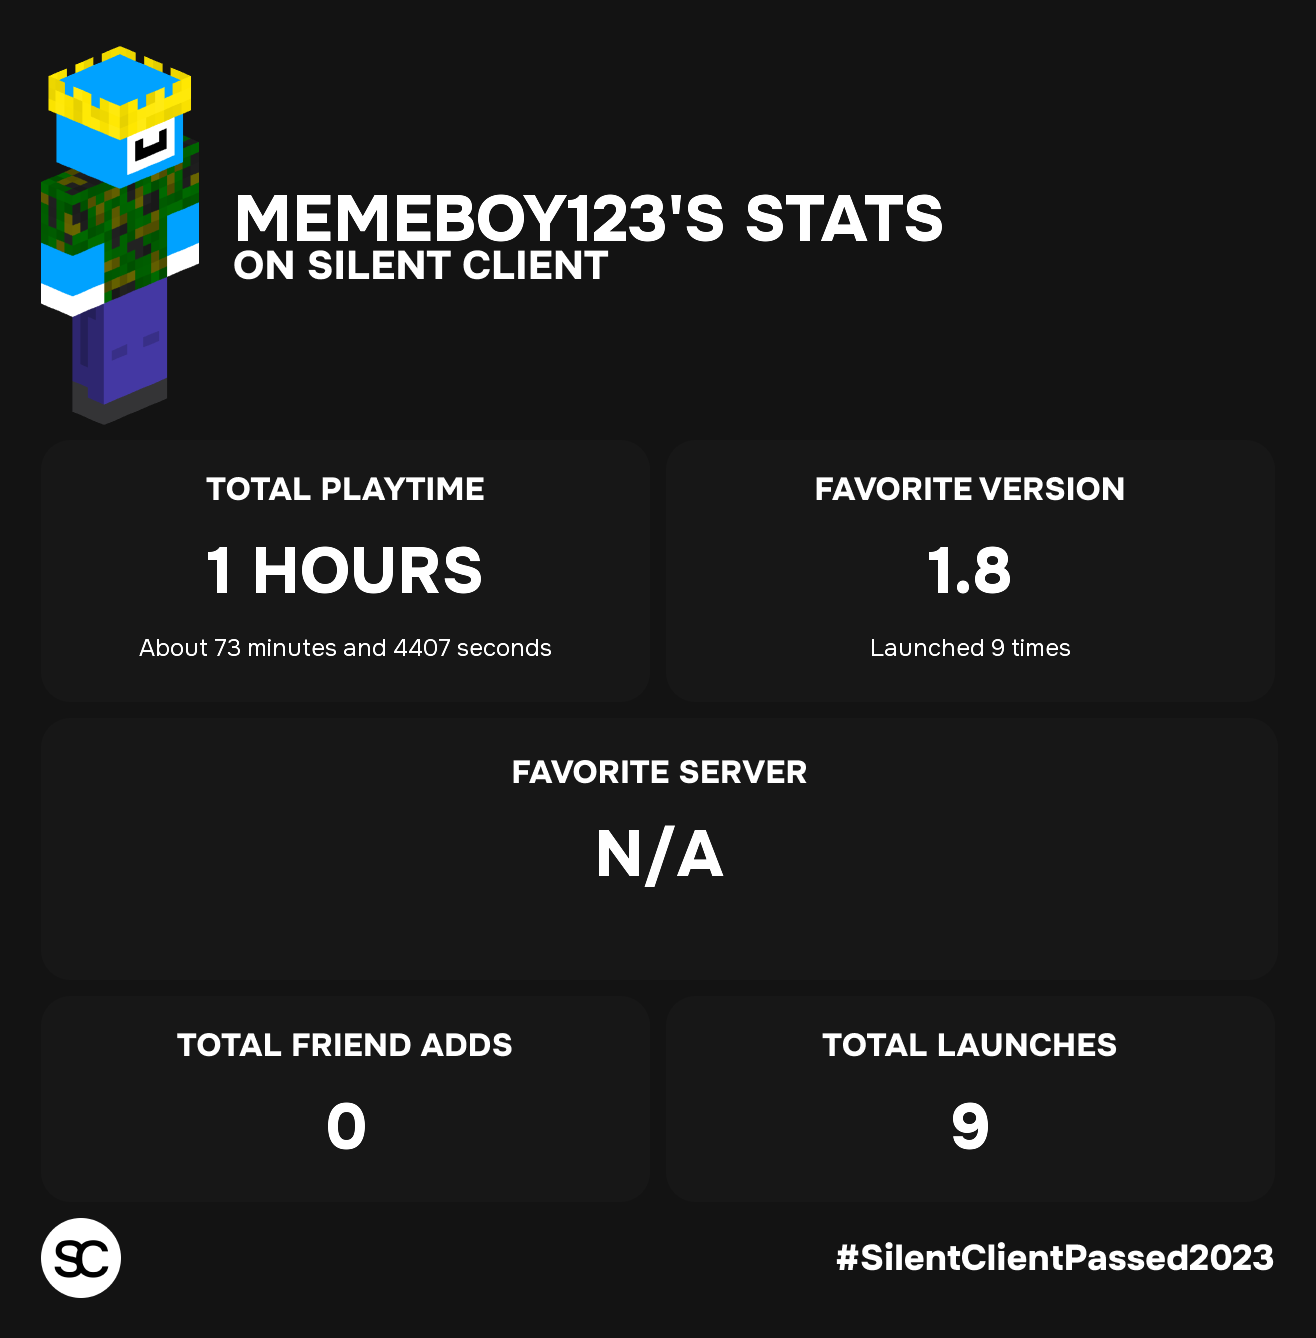 MEMEBOY123'S STATS
ON SILENT CLIENT
TOTAL PLAYTIME
1 HOURS
About 73 minutes and 4407 seconds
FAVORITE VERSION
1.8
Launched 9 times
FAVORITE SERVER
N/A
TOTAL FRIEND ADDS
0
TOTAL LAUNCHES
9
SC
#SilentClientPassed2023